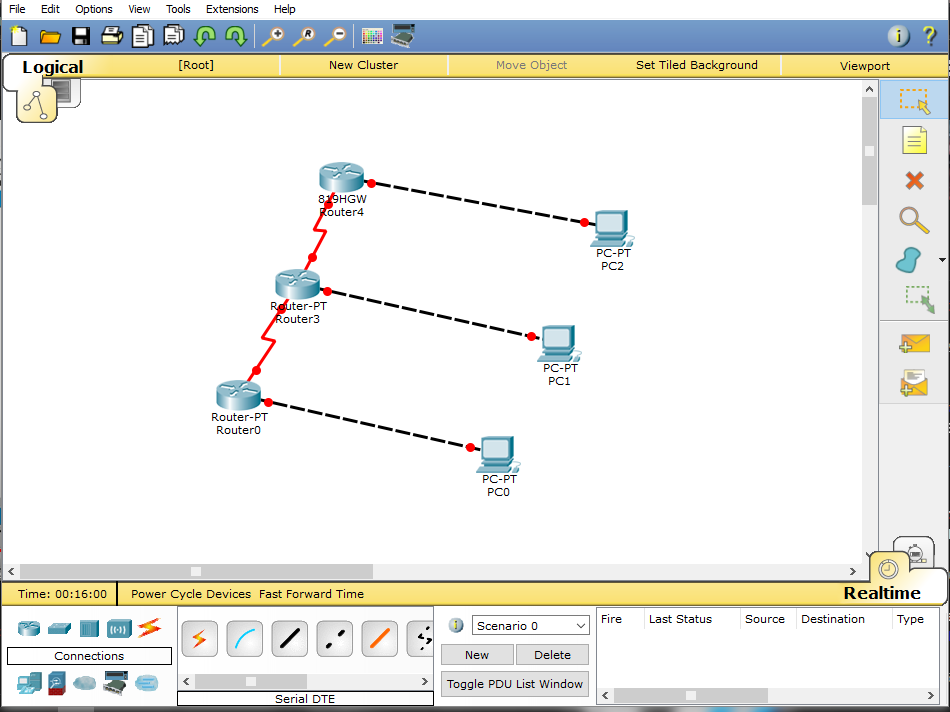 File Edit Options View Tools Extensions Help
Logical [Root] New Cluster Move Object Set Tiled Background Viewport
819HGW
Router4
PC-PT
PC2
Router-PT
Router3
PC-PT
PC1
Router-PT
Router0
PC-PT
PC0
Time: 00:16:00 Power Cycle Devices Fast Forward Time Realtime
Scenario 0 Fire Last Status Source Destination Type
Connections New Delete
Toggle PDU List Window
Serial DTE